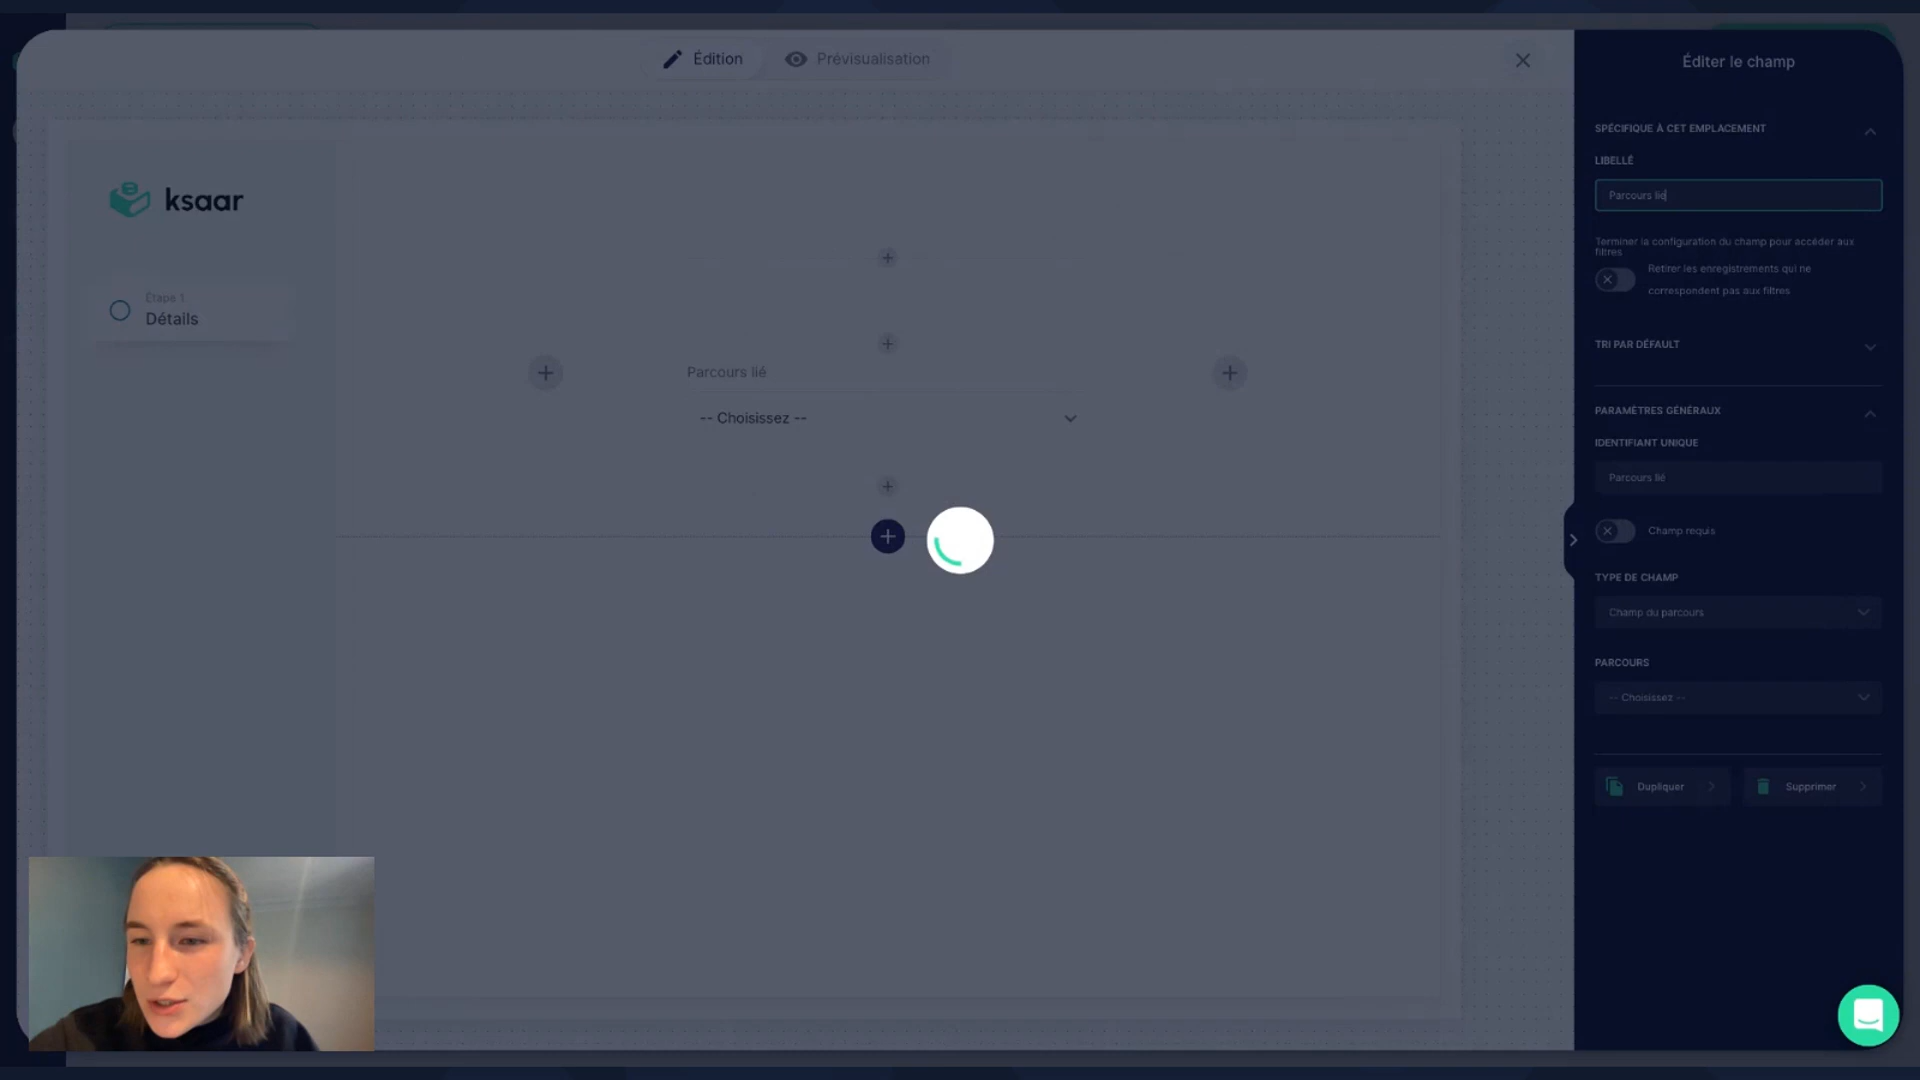 Édition
Prévisualisation
Éditer le champ
SPÉCIFIQUE À CET EMPLACEMENT
LIBELLÉ
Parcours lié
Terminer la configuration du champ pour accéder aux
filtres
Retirer les enregistrements qui ne
correspondent pas aux filtres
TRI PAR DÉFAULT
PARAMÈTRES GÉNÉRAUX
IDENTIFIANT UNIQUE
Parcours lié
Champ requis
TYPE DE CHAMP
Champ du parcours
PARCOURS
-- Choisissez --
Dupliquer
Supprimer
ksaar
Étape 1
Détails
Parcours lié
-- Choisissez --